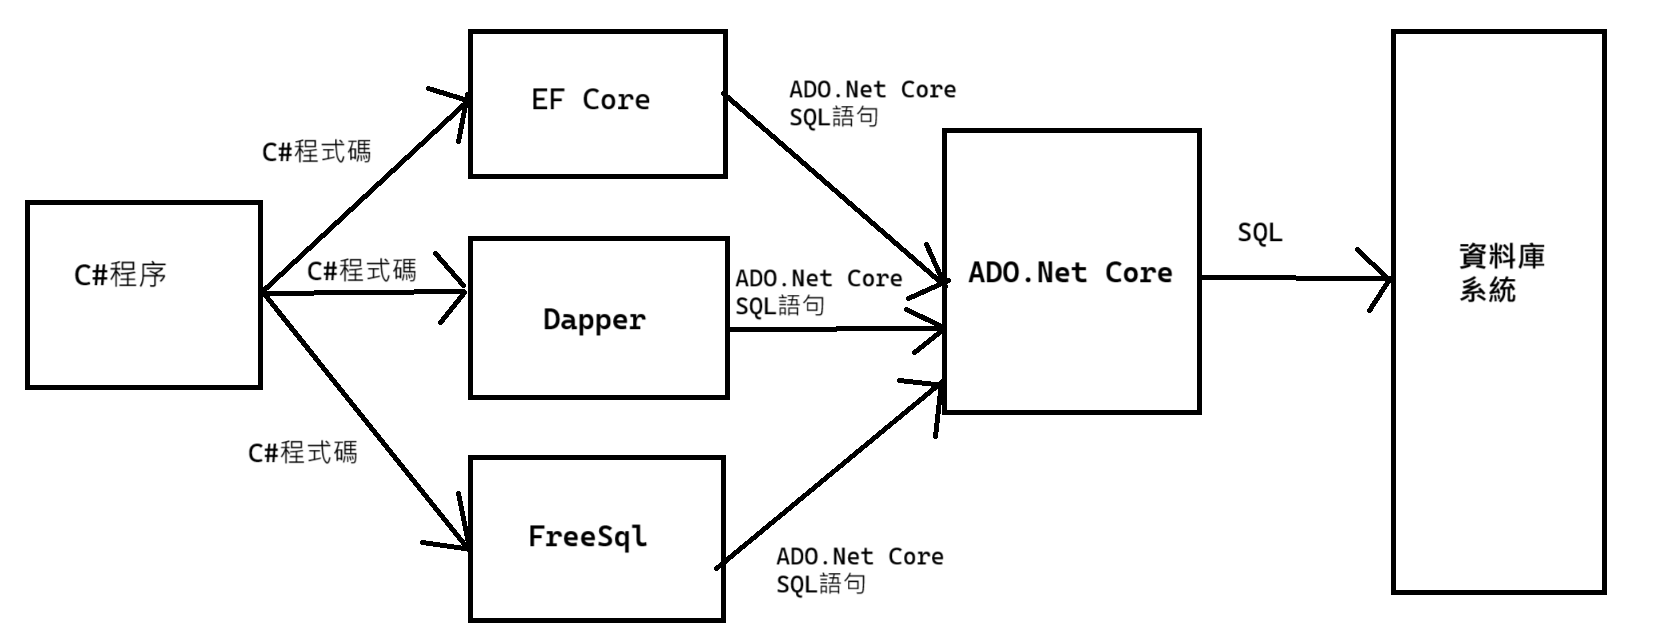 C#程序
C#程式碼
C#程式碼
C#程式碼
EF Core
Dapper
FreeSql
ADO.Net Core
SQL語句
ADO.Net Core
SQL語句
ADO.Net Core
SQL語句
ADO.Net Core
SQL
資料庫
系統